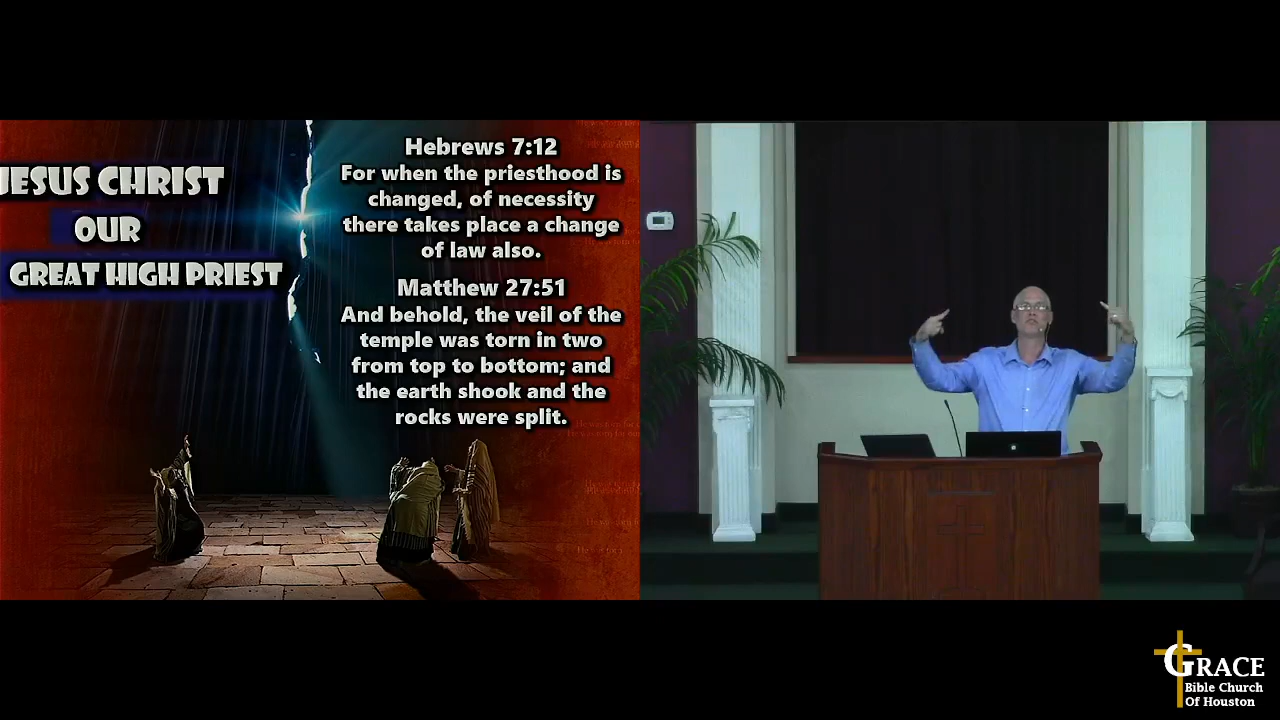 JESUS CHRIST
OUR
GREAT HIGH PRIEST
Hebrews 7:12
For when the priesthood is
changed, of necessity
there takes place a change
of law also.
Matthew 27:51
And behold, the veil of the
temple was torn in two
from top to bottom; and
the earth shook and the
rocks were split.
GRACE
Bible Church
Of Houston